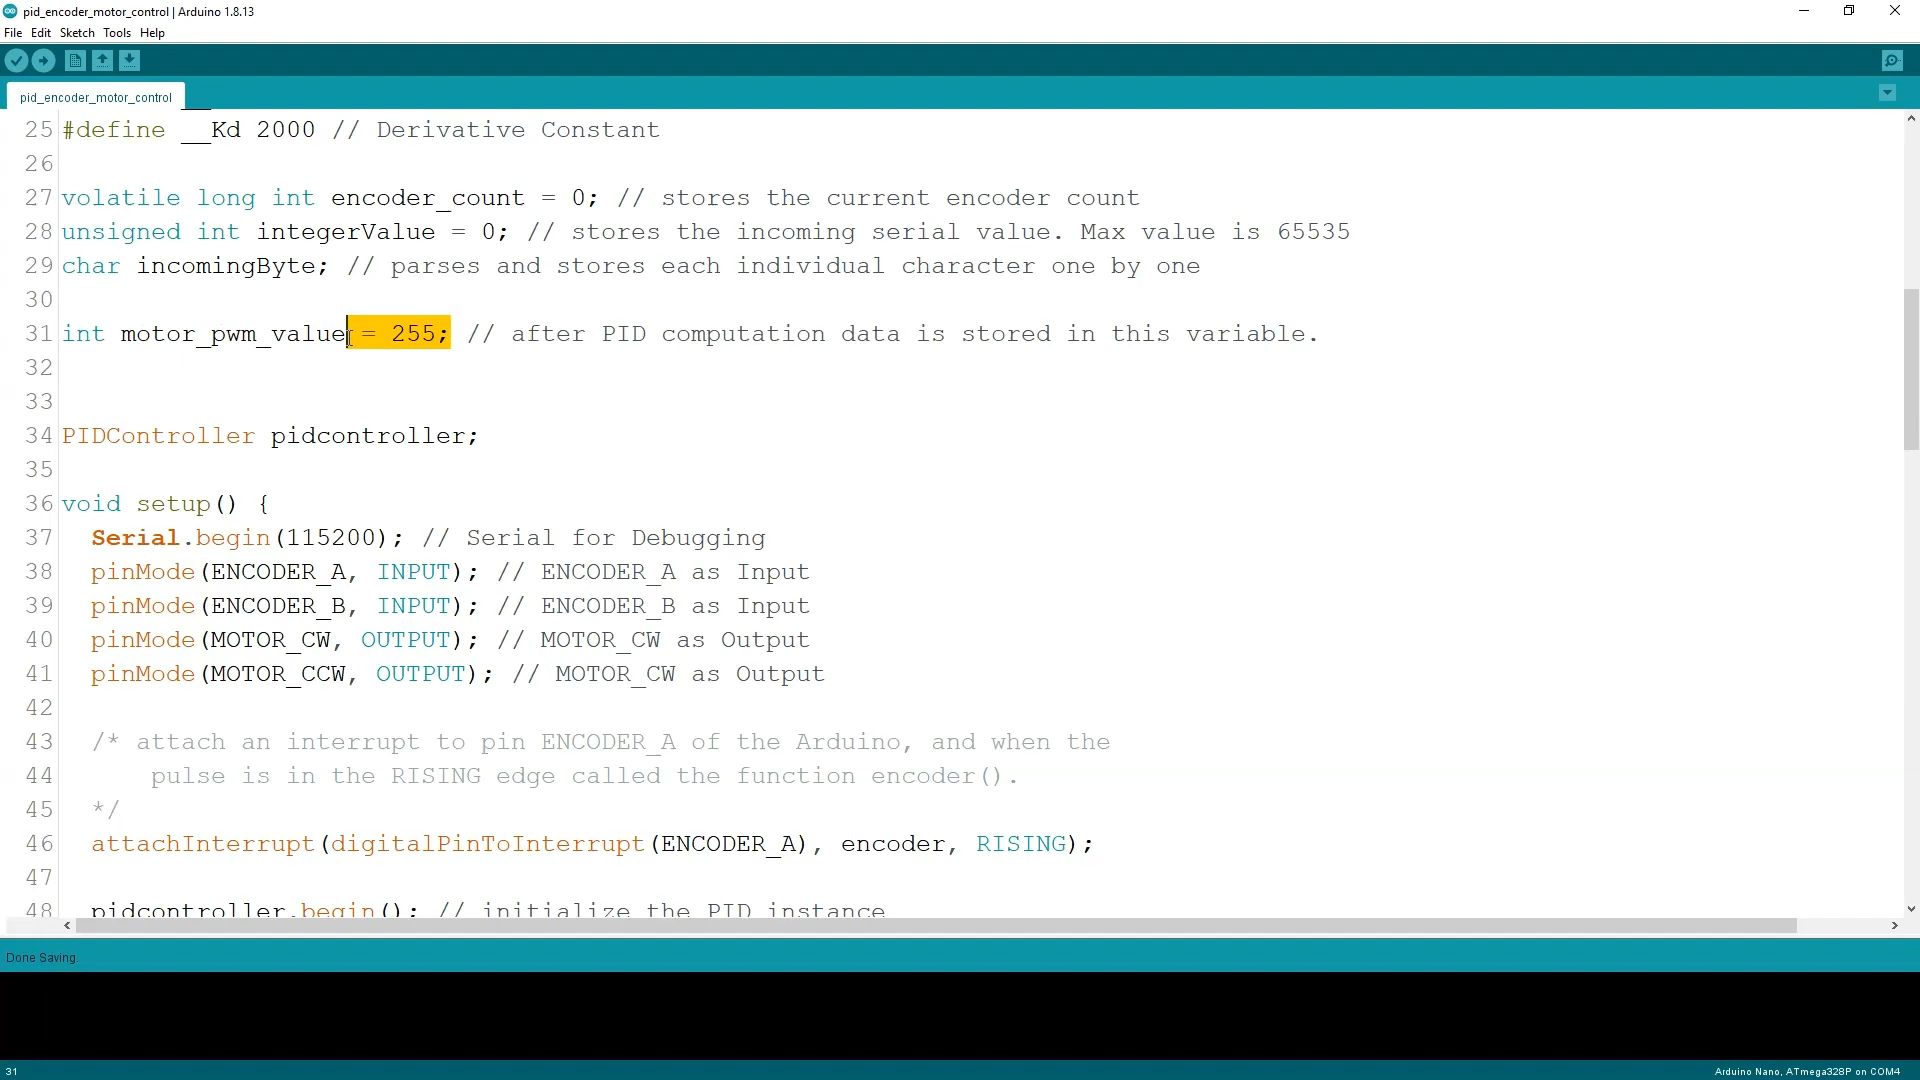 pid_encoder_motor_control | Arduino 1.8.13
File Edit Sketch Tools Help
pid_encoder_motor_control
25 #define __Kd 2000 // Derivative Constant
26
27 volatile long int encoder_count = 0; // stores the current encoder count
28 unsigned int integerValue = 0; // stores the incoming serial value. Max value is 65535
29 char incomingByte; // parses and stores each individual character one by one
30
31 int motor_pwm_value = 255; // after PID computation data is stored in this variable.
32
33
34 PIDController pidcontroller;
35
36 void setup() {
37 Serial.begin(115200); // Serial for Debugging
38 pinMode(ENCODER_A, INPUT); // ENCODER_A as Input
39 pinMode(ENCODER_B, INPUT); // ENCODER_B as Input
40 pinMode(MOTOR_CW, OUTPUT); // MOTOR_CW as Output
41 pinMode(MOTOR_CCW, OUTPUT); // MOTOR_CW as Output
42
43 /* attach an interrupt to pin ENCODER_A of the Arduino, and when the
44 pulse is in the RISING edge called the function encoder().
45 */
46 attachInterrupt(digitalPinToInterrupt(ENCODER_A), encoder, RISING);
47
48 pidcontroller.begin(); // initialize the PID instance
Done Saving.
31
Arduino Nano, ATmega328P on COM4